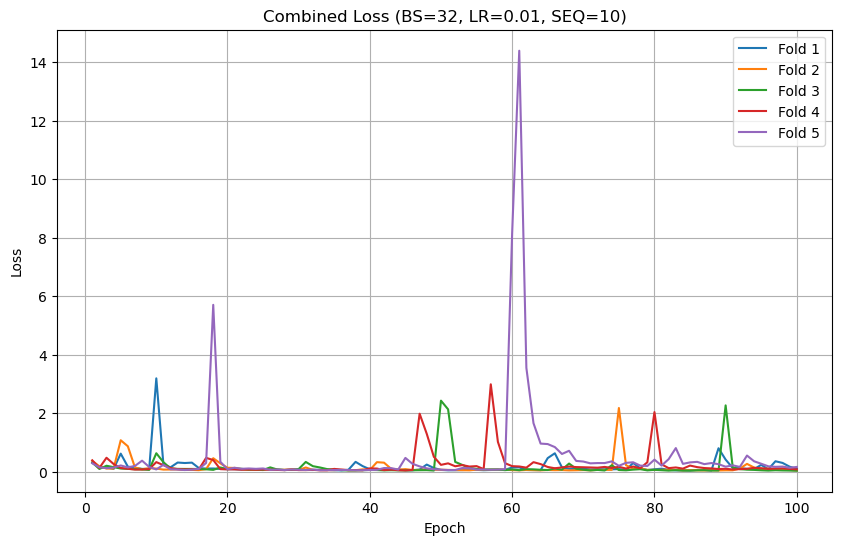 Combined Loss (BS=32, LR=0.01, SEQ=10)
Fold 1
Fold 2
Fold 3
Fold 4
Fold 5
Loss
14
12
10
8
6
4
2
0
0 20 40 60 80 100
Epoch